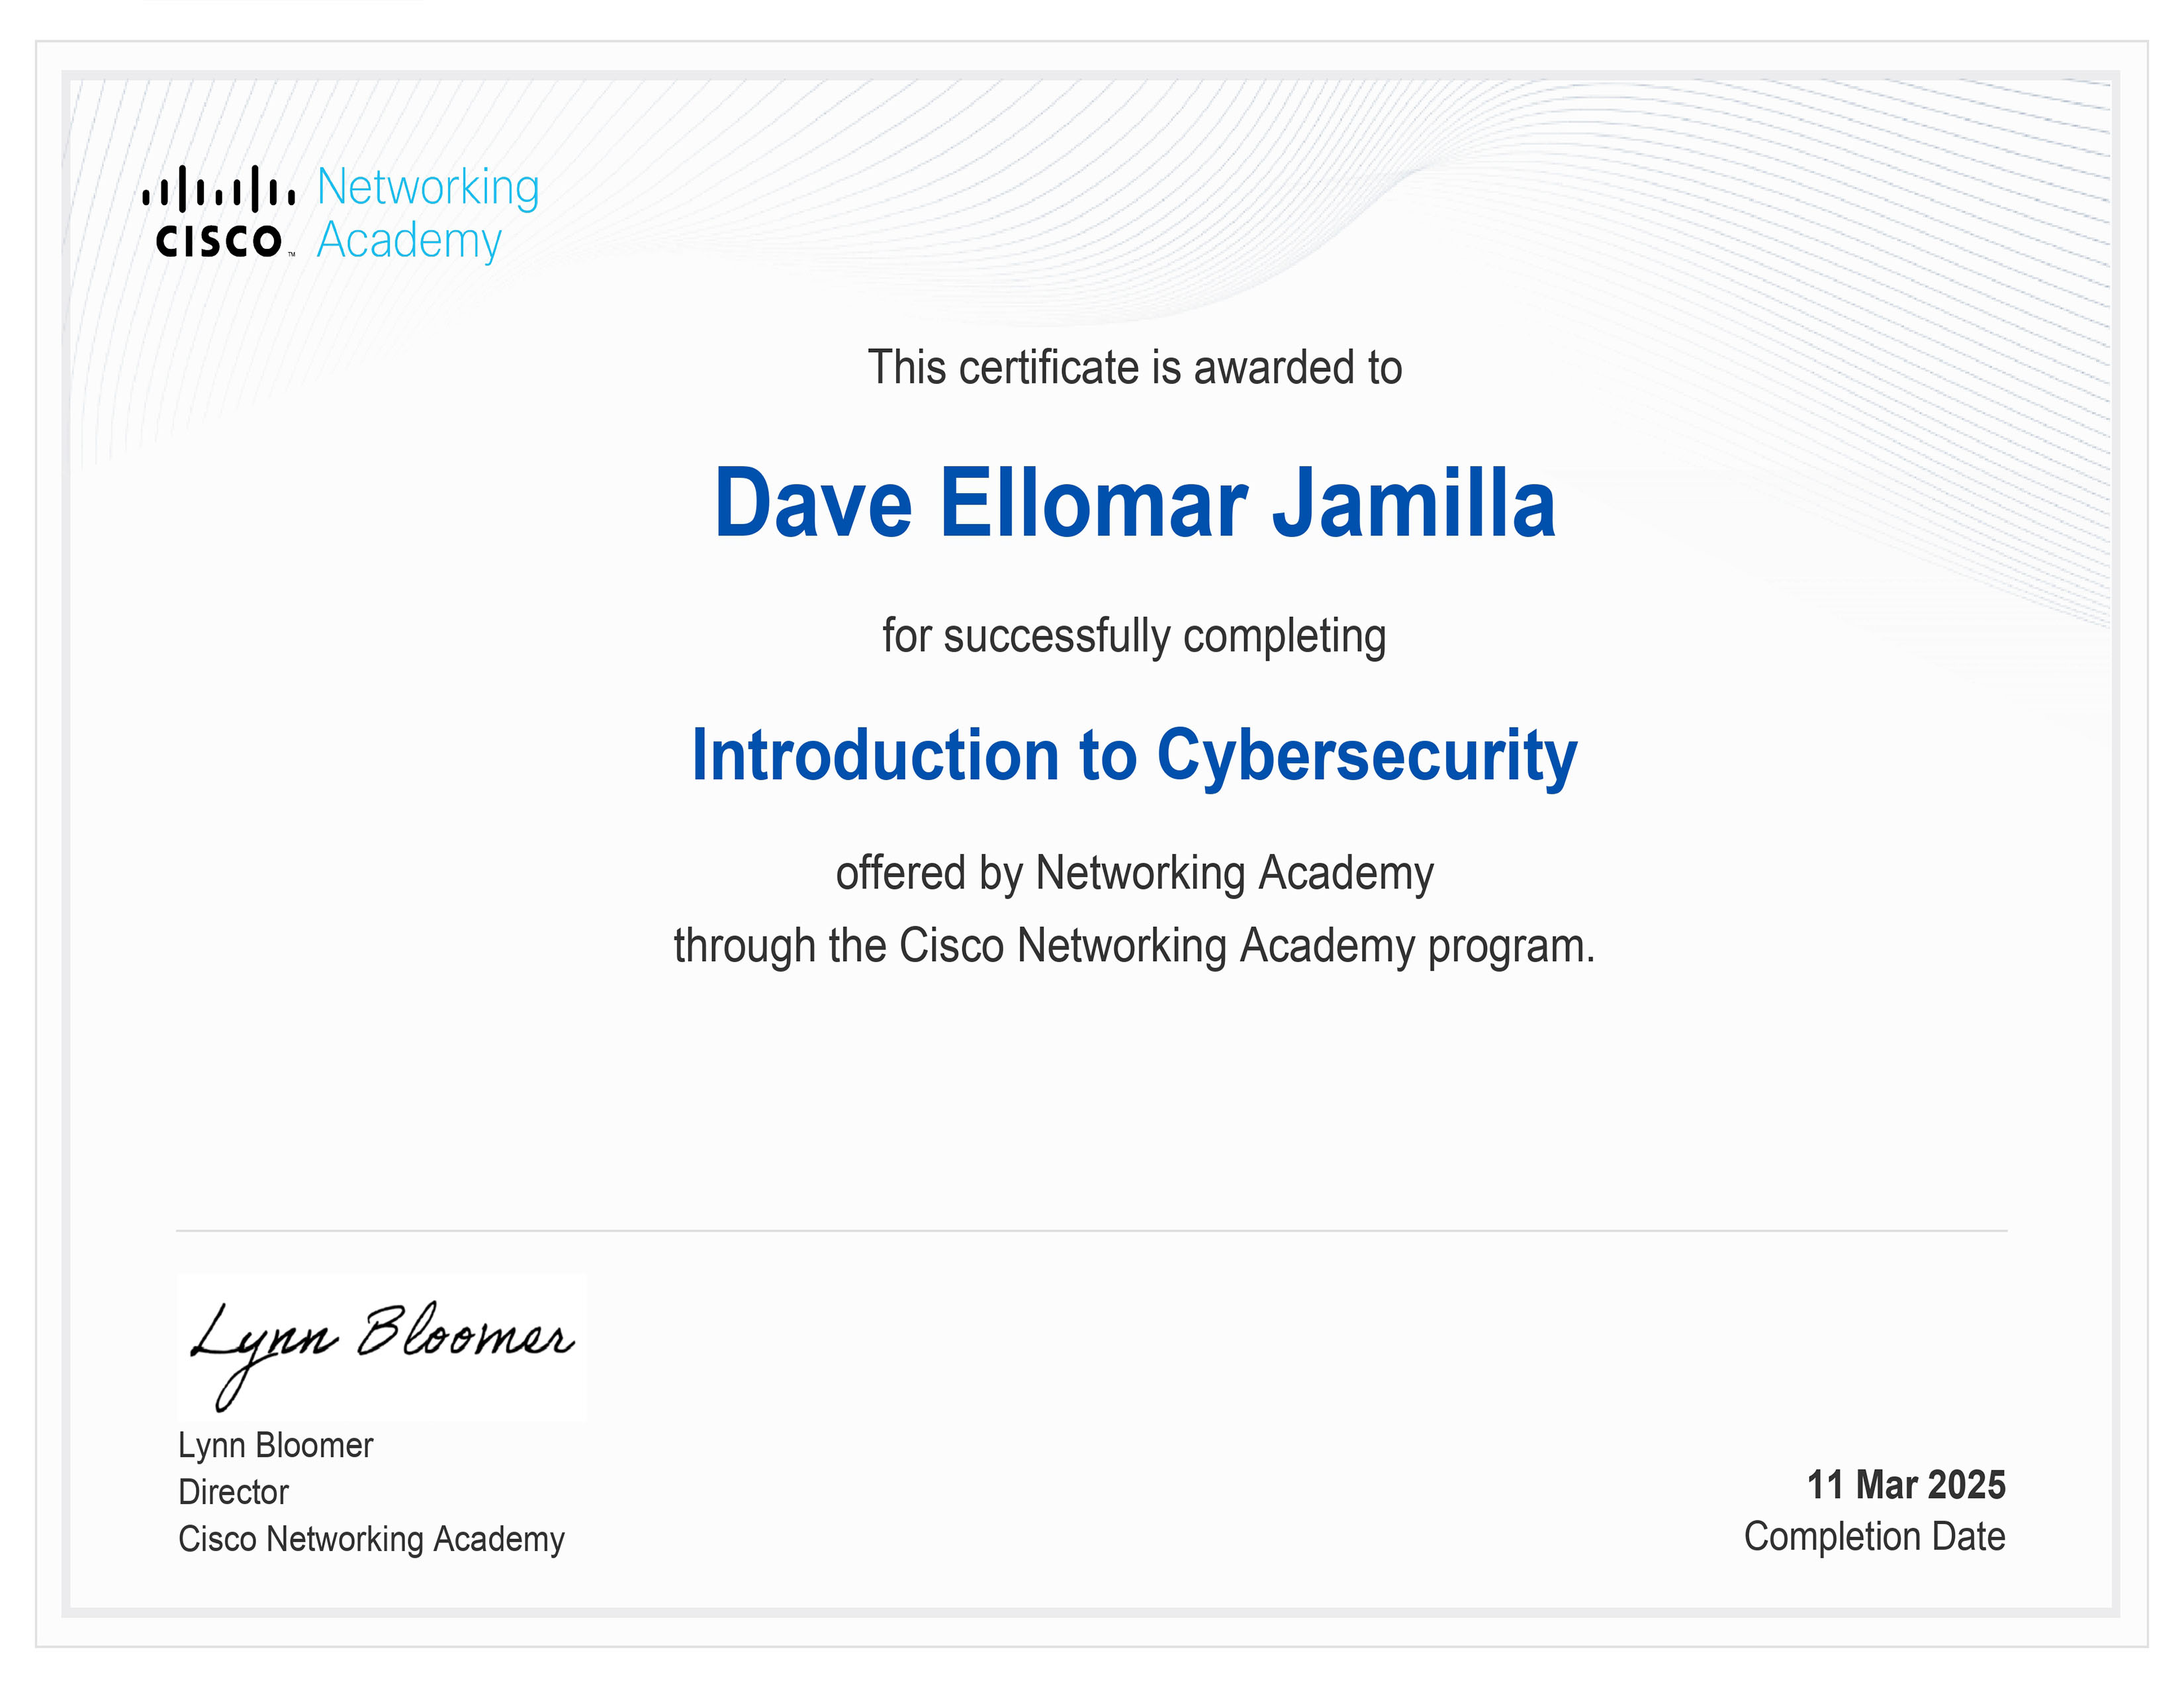 Networking
Academy
CISCO™
This certificate is awarded to
Dave Ellomar Jamilla
for successfully completing
Introduction to Cybersecurity
offered by Networking Academy
through the Cisco Networking Academy program.
Lynn Bloomer
Lynn Bloomer
Director
Cisco Networking Academy
11 Mar 2025
Completion Date